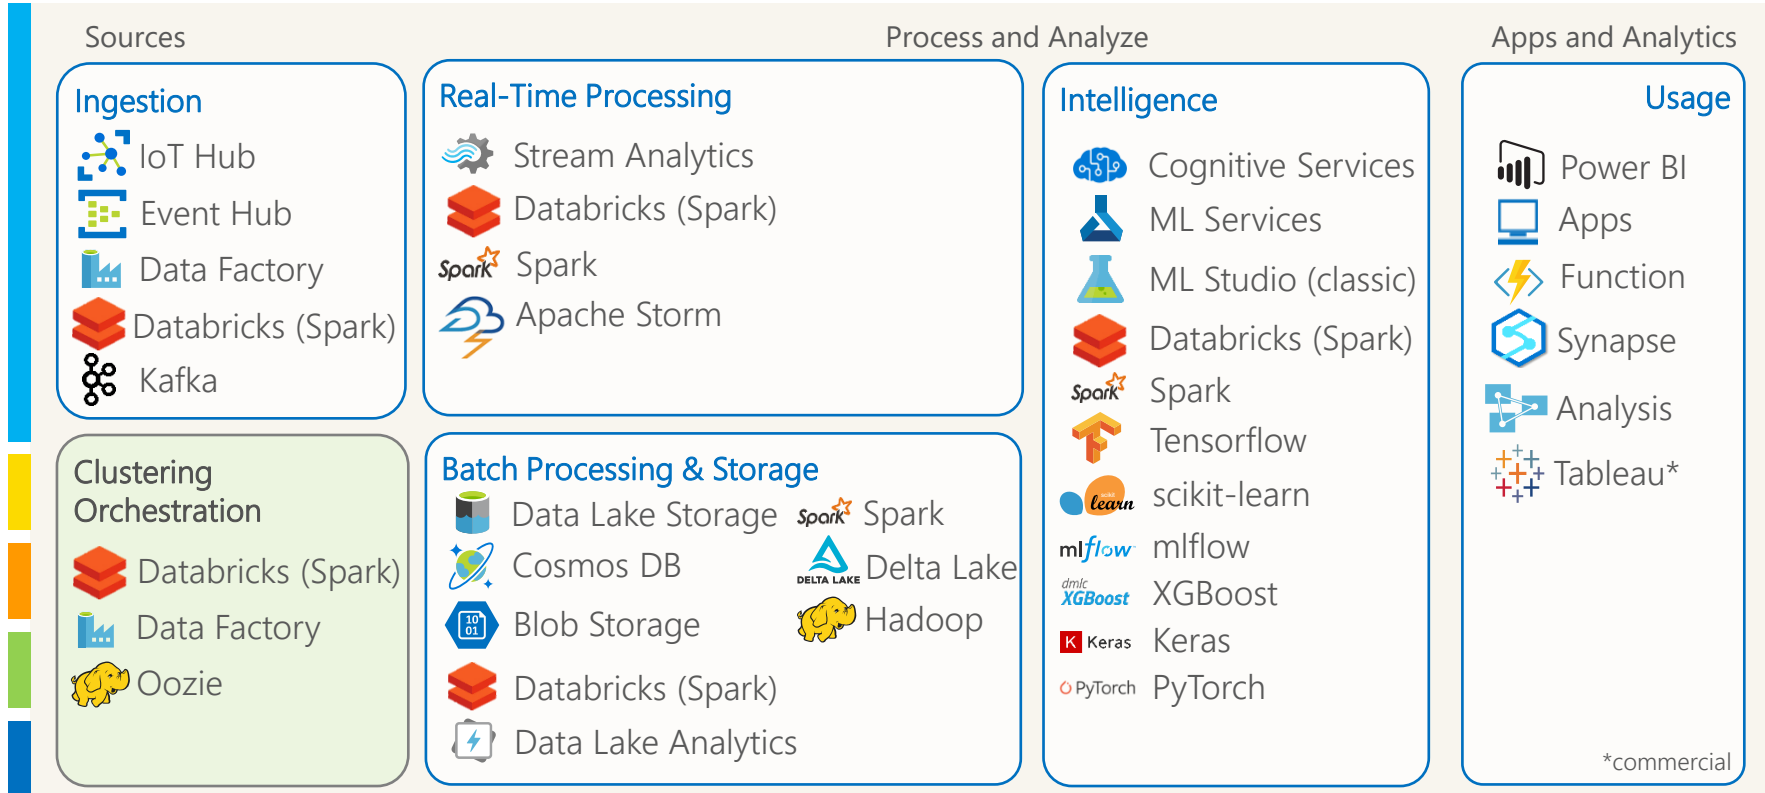 Sources
Process and Analyze
Apps and Analytics
Ingestion
IoT Hub
Event Hub
Data Factory
Databricks (Spark)
Kafka
Clustering
Orchestration
Databricks (Spark)
Data Factory
Oozie
Real-Time Processing
Stream Analytics
Databricks (Spark)
Spark Spark
Apache Storm
Batch Processing & Storage
Data Lake Storage
Cosmos DB
10
01
Blob Storage
Databricks (Spark)
Data Lake Analytics
Spark Spark
DELTA LAKE Delta Lake
Hadoop
Intelligence
Cognitive Services
ML Services
ML Studio (classic)
Databricks (Spark)
Spark Spark
Tensorflow
scikit
learn scikit-learn
mlflow mlflow
dmlc
XGBoost XGBoost
K Keras Keras
PyTorch PyTorch
Usage
Power BI
Apps
Function
Synapse
Analysis
Tableau*
*commercial